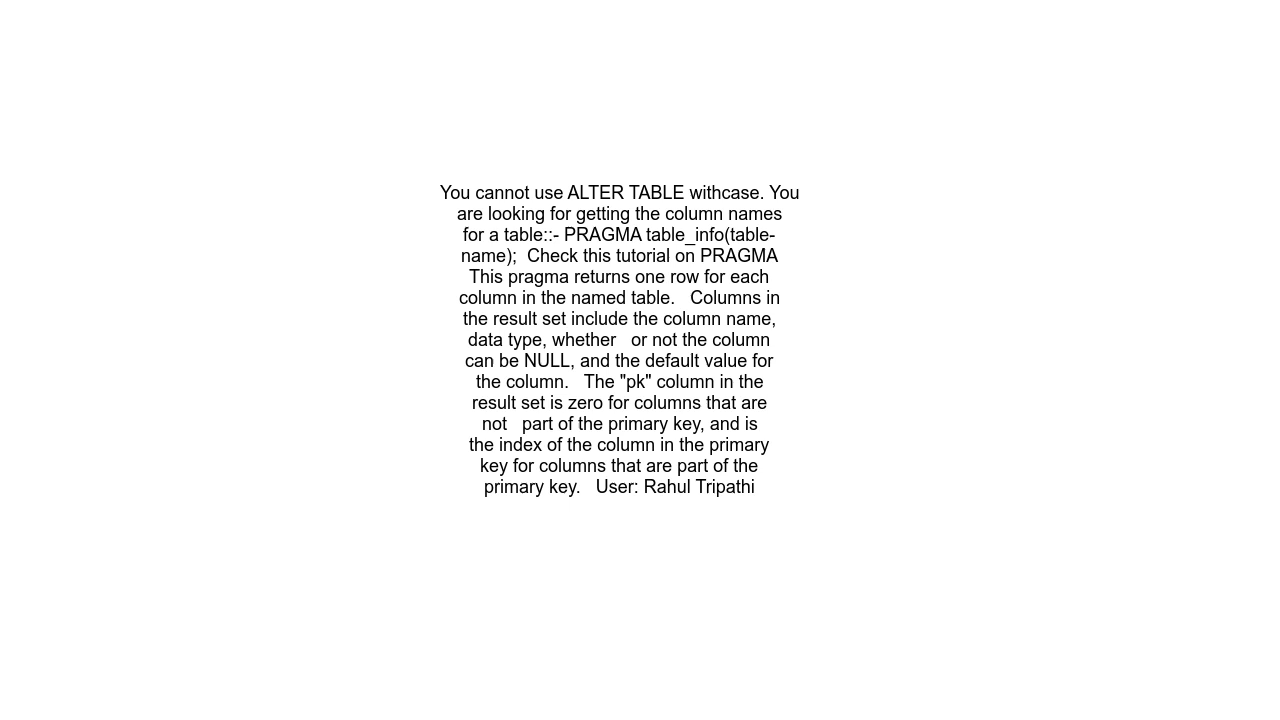 You cannot use ALTER TABLE withcase. You
are looking for getting the column names
for a table::- PRAGMA table_info(table-
name);  Check this tutorial on PRAGMA
This pragma returns one row for each
column in the named table.   Columns in
the result set include the column name,
data type, whether   or not the column
can be NULL, and the default value for
the column.   The "pk" column in the
result set is zero for columns that are
not   part of the primary key, and is
the index of the column in the primary
key for columns that are part of the
primary key.   User: Rahul Tripathi